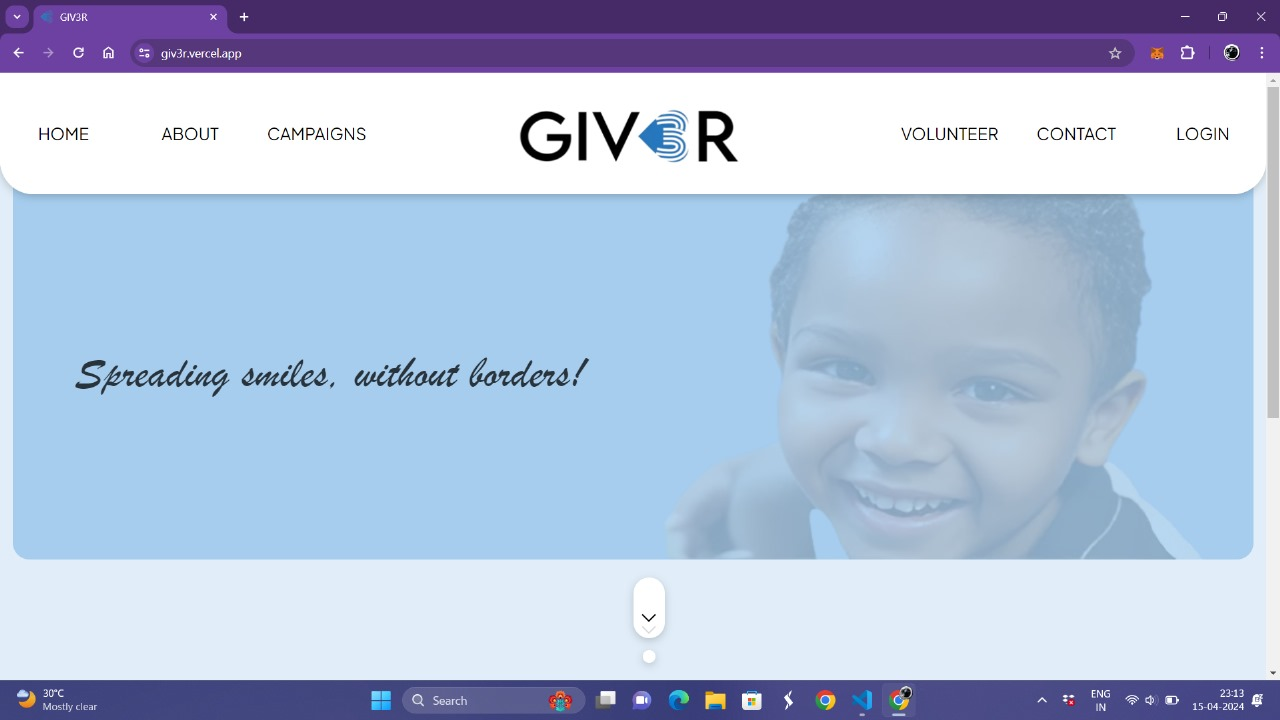 GIV3R
giv3r.vercel.app
HOME
ABOUT
CAMPAIGNS
GIV3R
VOLUNTEER
CONTACT
LOGIN
Spreading smiles, without borders!
30°C
Mostly clear
Search
ENG
IN
23:13
15-04-2024